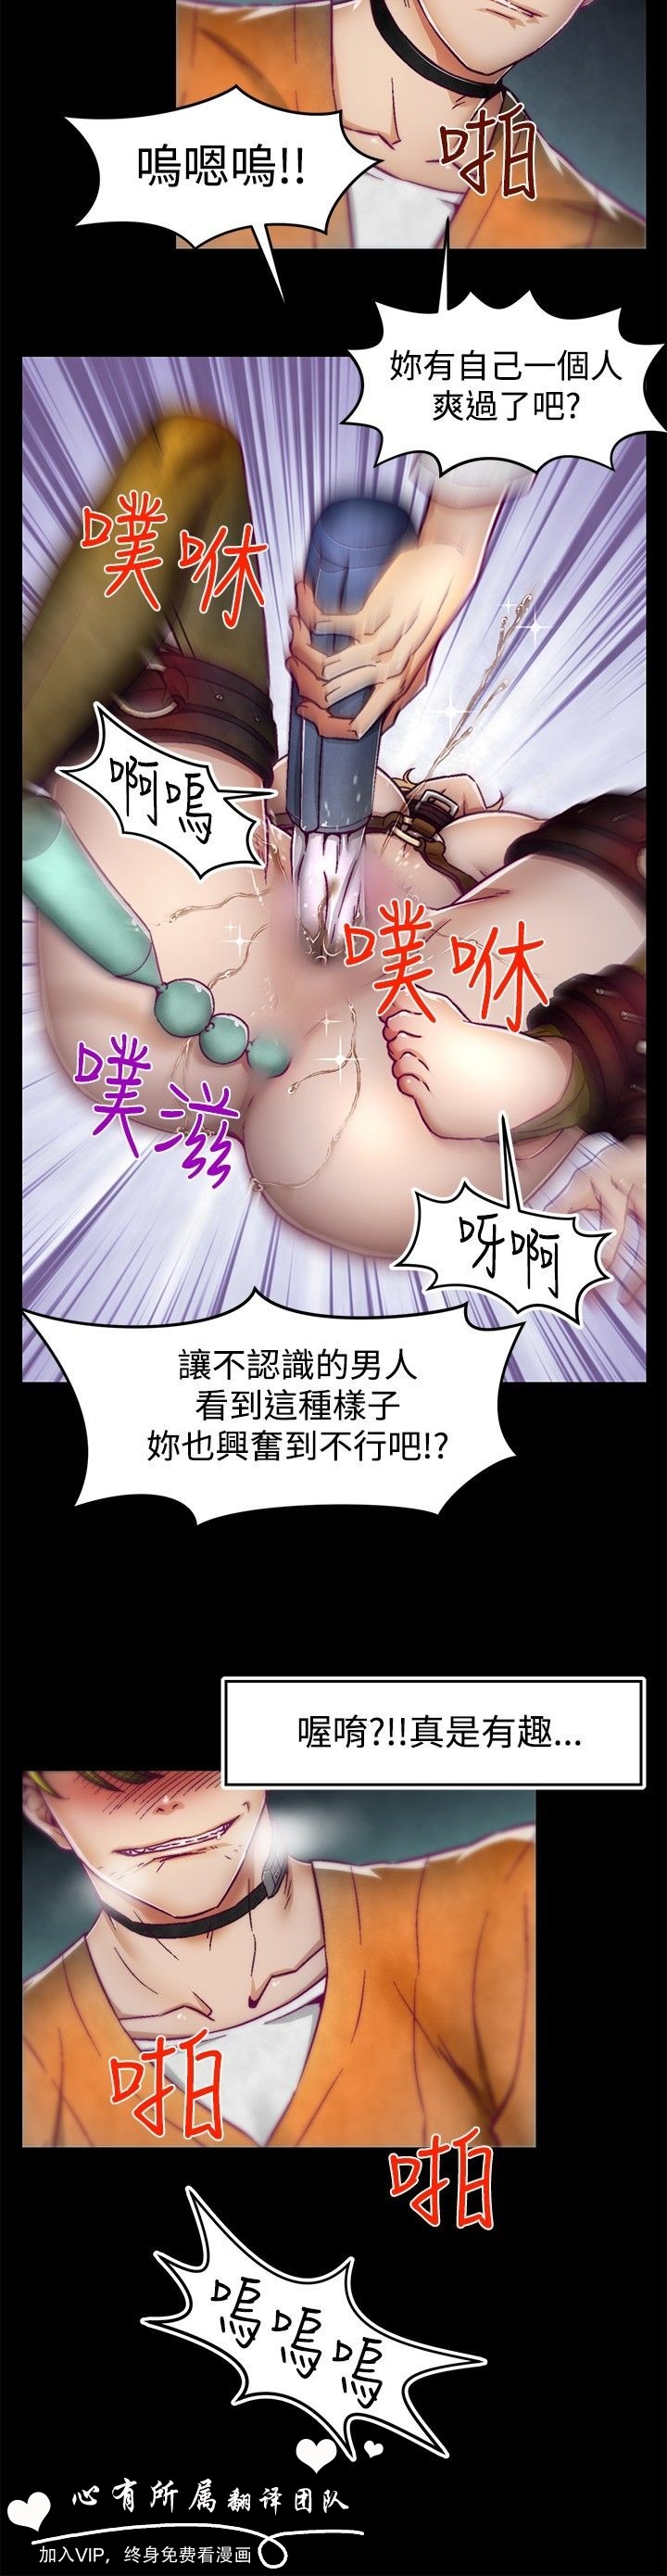 嗚嗯嗚!!
啪
妳有自己一個人
爽過了吧?
噗咻
啊嗚
噗咻
噗滋
呀啊
讓不認識的男人
看到這種樣子
妳也興奮到不行吧!?
喔唷?!!真是有趣...
啪
啪
嗚嗚嗚
心有所属翻译团队
加入VIP，终身免费看漫画